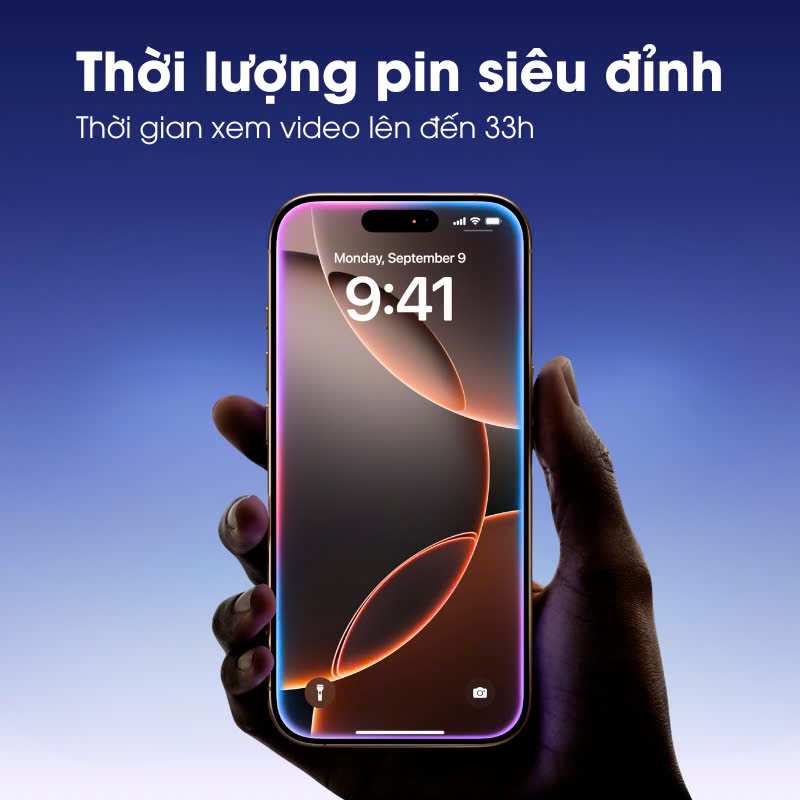 Thời lượng pin siêu đỉnh
Thời gian xem video lên đến 33h
Monday, September 9
9:41